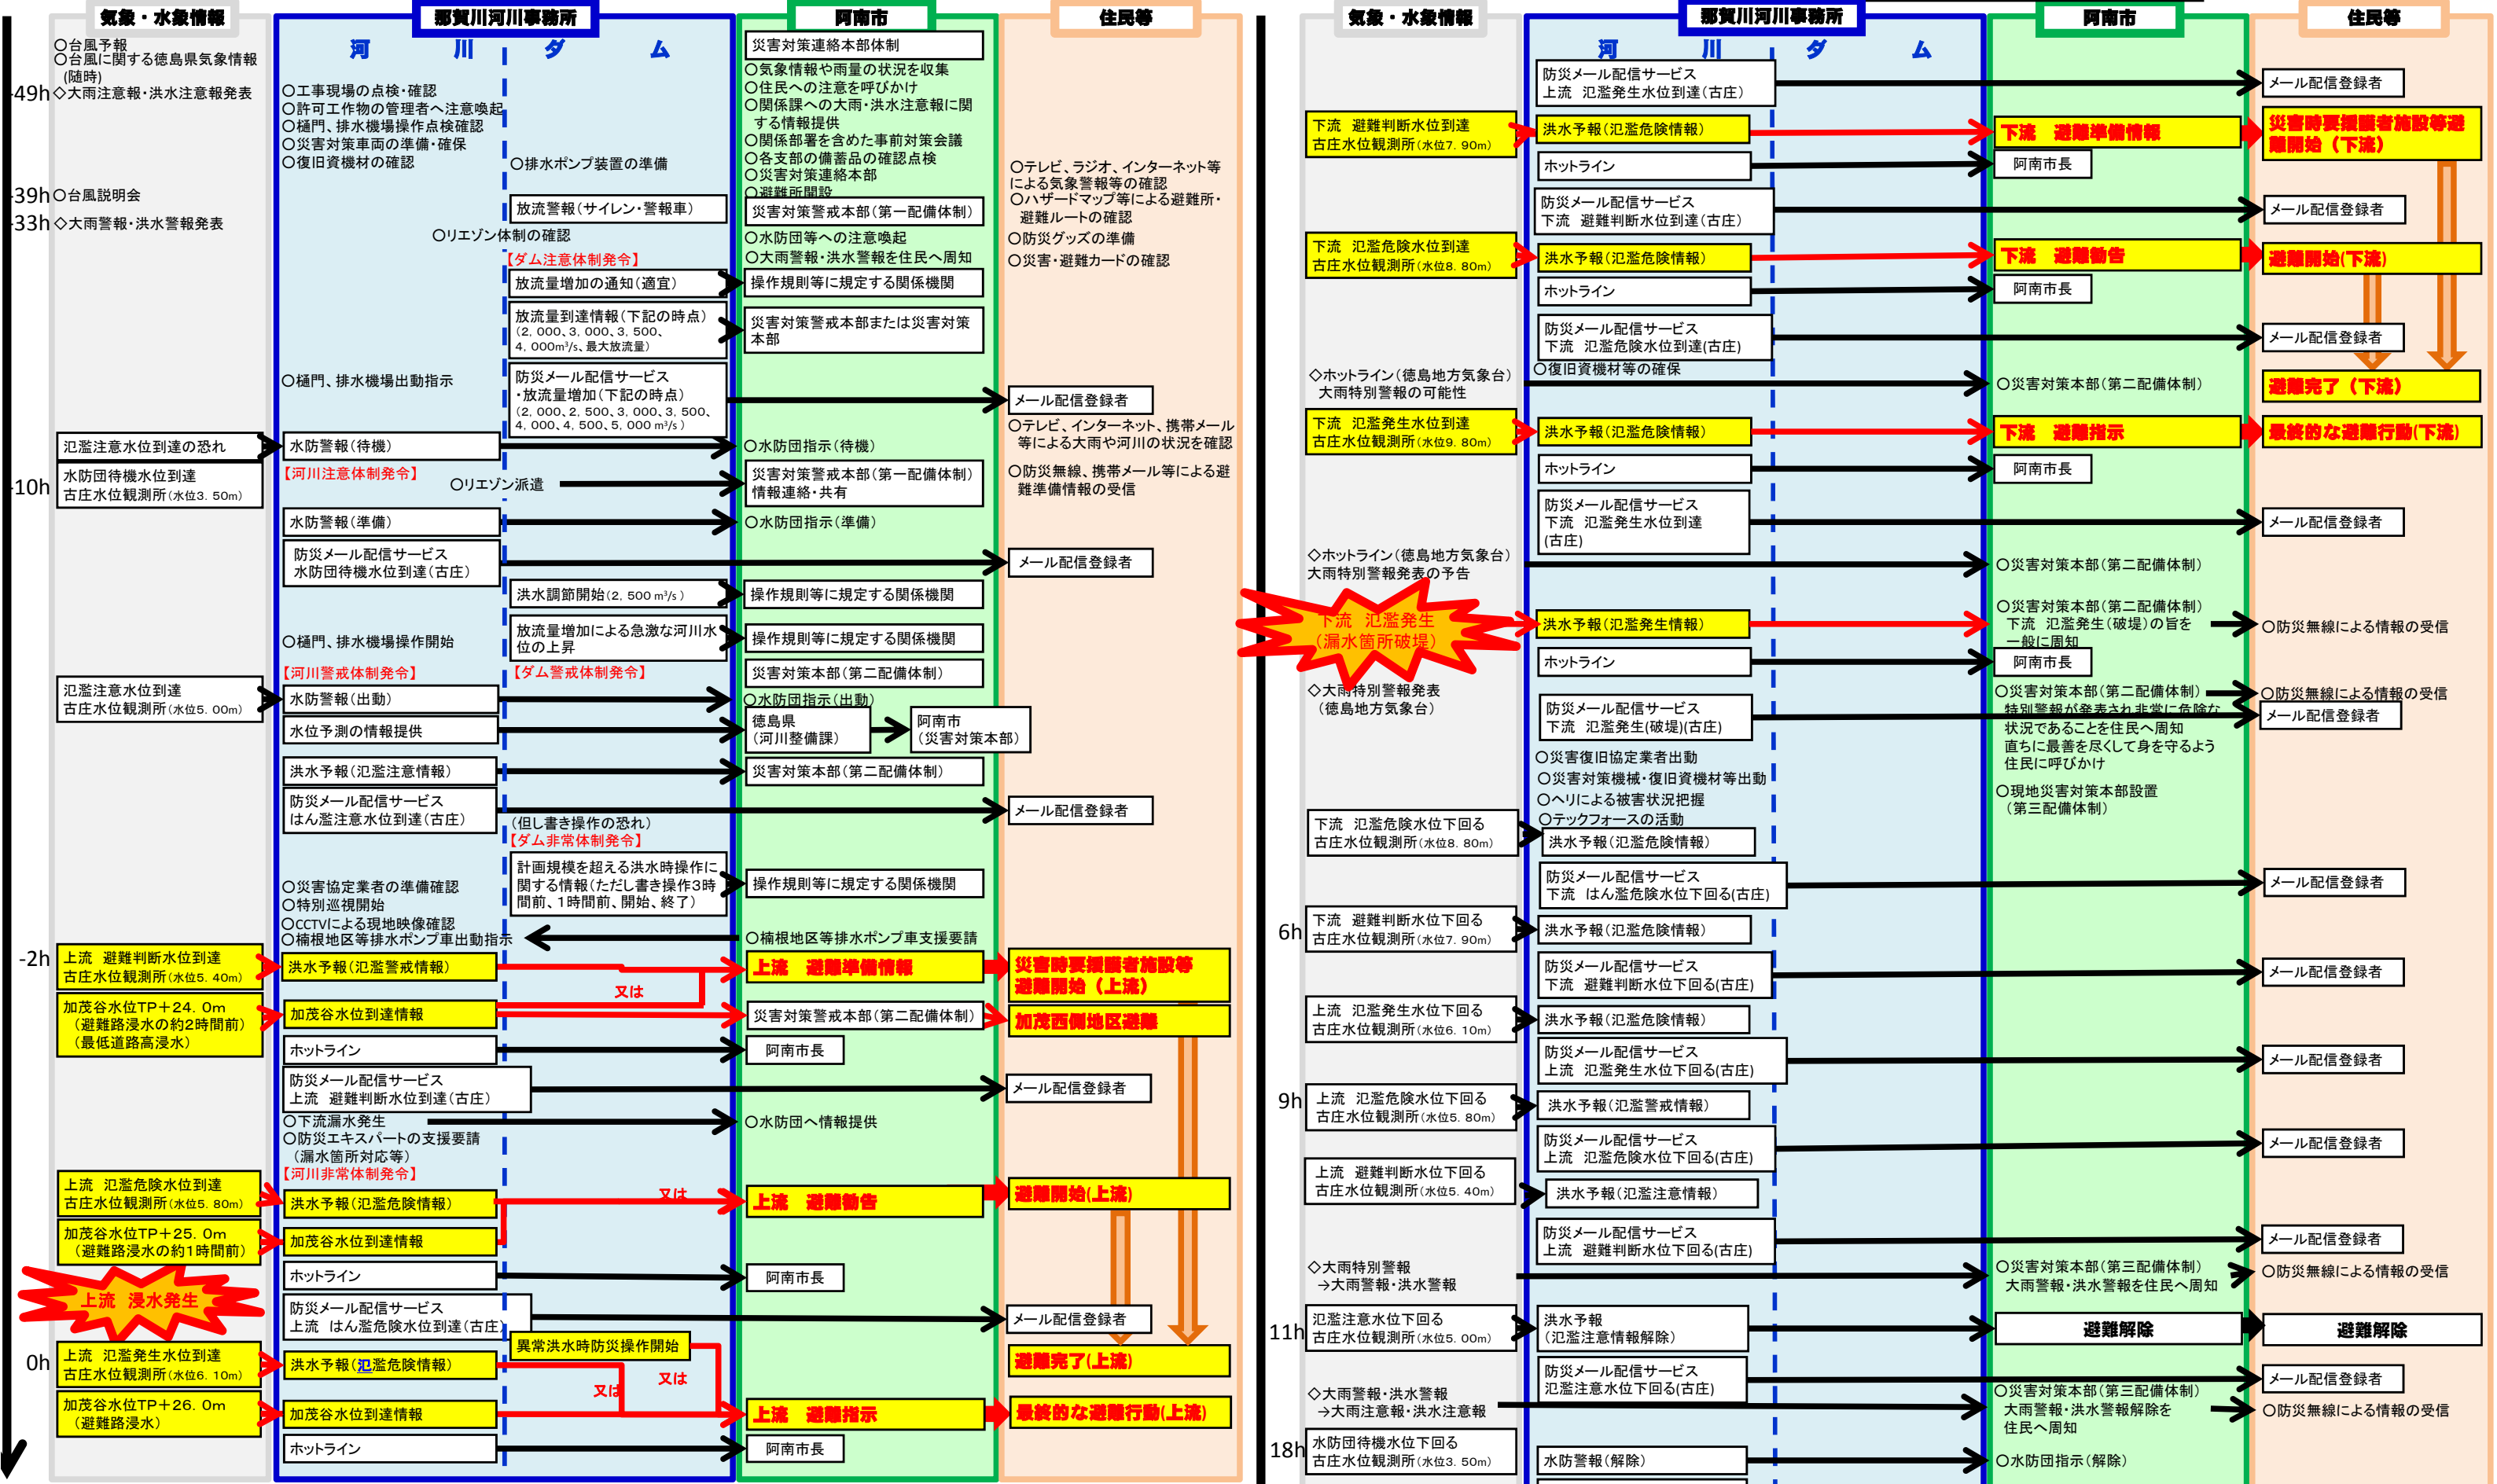 気象・水象情報
那賀川河川事務所
阿南市
住民等
河　川　ダ　ム
○台風予報
○台風に関する徳島県気象情報
(随時)
-49h
◇大雨注意報・洪水注意報発表
-39h
○台風説明会
-33h
◇大雨警報・洪水警報発表
氾濫注意水位到達の恐れ
水防団待機水位到達
古庄水位観測所(水位3.50m)
-10h
氾濫注意水位到達
古庄水位観測所(水位5.00m)
-2h
上流　避難判断水位到達
古庄水位観測所(水位5.40m)
加茂谷水位TP＋24.0m
(避難路浸水の約2時間前)
(最低道路高浸水)
上流　氾濫危険水位到達
古庄水位観測所(水位5.80m)
加茂谷水位TP＋25.0m
(避難路浸水の約1時間前)
上流　浸水発生
0h
上流　氾濫発生水位到達
古庄水位観測所(水位6.10m)
加茂谷水位TP＋26.0m
(避難路浸水)
○工事現場の点検・確認
○許可工作物の管理者へ注意喚起
○樋門、排水機場操作点検確認
○災害対策車両の準備・確保
○復旧資機材の確認
○排水ポンプ装置の準備
放流警報(サイレン・警報車)
○リエゾン体制の確認
【ダム注意体制発令】
放流量増加の通知(適宜)
放流量到達情報(下記の時点)
(2,000、3,000、3,500、
4,000m³/s、最大放流量)
○樋門、排水機場出動指示
防災メール配信サービス
・放流量増加(下記の時点)
(2,000、2,500、3,000、3,500、
4,000、4,500、5,000 m³/s )
水防警報(待機)
【河川注意体制発令】
○リエゾン派遣
水防警報(準備)
防災メール配信サービス
水防団待機水位到達(古庄)
洪水調節開始(2,500 m³/s )
○樋門、排水機場操作開始
放流量増加による急激な河川水
位の上昇
【河川警戒体制発令】
【ダム警戒体制発令】
水防警報(出動)
水位予測の情報提供
洪水予報(氾濫注意情報)
防災メール配信サービス
はん濫注意水位到達(古庄)
(但し書き操作の恐れ)
【ダム非常体制発令】
計画規模を超える洪水時操作に
関する情報(ただし書き操作3時
間前、1時間前、開始、終了)
○災害協定業者の準備確認
○特別巡視開始
○CCTVによる現地映像確認
○楠根地区等排水ポンプ車出動指示
洪水予報(氾濫警戒情報)
又は
加茂谷水位到達情報
ホットライン
防災メール配信サービス
上流　避難判断水位到達(古庄)
○下流漏水発生
○防災エキスパートの支援要請
(漏水箇所対応等)
【河川非常体制発令】
洪水予報(氾濫危険情報)
又は
加茂谷水位到達情報
ホットライン
防災メール配信サービス
上流　はん濫危険水位到達(古庄)
異常洪水時防災操作開始
洪水予報(氾濫危険情報)
又は
又は
加茂谷水位到達情報
ホットライン
災害対策連絡本部体制
○気象情報や雨量の状況を収集
○住民への注意を呼びかけ
○関係課への大雨・洪水注意報に関
する情報提供
○関係部署を含めた事前対策会議
○各支部の備蓄品の確認点検
○災害対策連絡本部
○避難所開設
災害対策警戒本部(第一配備体制)
○水防団等への注意喚起
○大雨警報・洪水警報を住民へ周知
操作規則等に規定する関係機関
災害対策警戒本部または災害対策
本部
○水防団指示(待機)
災害対策警戒本部(第一配備体制)
情報連絡・共有
○水防団指示(準備)
操作規則等に規定する関係機関
操作規則等に規定する関係機関
災害対策本部(第二配備体制)
○水防団指示(出動)
徳島県
(河川整備課)
阿南市
(災害対策本部)
災害対策本部(第二配備体制)
操作規則等に規定する関係機関
○楠根地区等排水ポンプ車支援要請
上流　避難準備情報
災害対策警戒本部(第二配備体制)
阿南市長
○水防団へ情報提供
上流　避難勧告
阿南市長
上流　避難指示
阿南市長
○テレビ、ラジオ、インターネット等
による気象警報等の確認
○ハザードマップ等による避難所・
避難ルートの確認
○防災グッズの準備
○災害・避難カードの確認
メール配信登録者
○テレビ、インターネット、携帯メール
等による大雨や河川の状況を確認
○防災無線、携帯メール等による避
難準備情報の受信
メール配信登録者
メール配信登録者
災害時要援護者施設等
避難開始（上流）
加茂西側地区避難
メール配信登録者
避難開始(上流)
メール配信登録者
避難完了(上流)
最終的な避難行動(上流)
気象・水象情報
那賀川河川事務所
阿南市
住民等
河　川　ダ　ム
下流　避難判断水位到達
古庄水位観測所(水位7.90m)
下流　氾濫危険水位到達
古庄水位観測所(水位8.80m)
◇ホットライン(徳島地方気象台)
大雨特別警報の可能性
下流　氾濫発生水位到達
古庄水位観測所(水位9.80m)
◇ホットライン(徳島地方気象台)
大雨特別警報発表の予告
下流　氾濫発生
(漏水箇所破堤)
◇大雨特別警報発表
(徳島地方気象台)
下流　氾濫危険水位下回る
古庄水位観測所(水位8.80m)
6h
下流　避難判断水位下回る
古庄水位観測所(水位7.90m)
上流　氾濫発生水位下回る
古庄水位観測所(水位6.10m)
9h
上流　氾濫危険水位下回る
古庄水位観測所(水位5.80m)
上流　避難判断水位下回る
古庄水位観測所(水位5.40m)
◇大雨特別警報
→大雨警報・洪水警報
11h
氾濫注意水位下回る
古庄水位観測所(水位5.00m)
◇大雨警報・洪水警報
→大雨注意報・洪水注意報
18h
水防団待機水位下回る
古庄水位観測所(水位3.50m)
防災メール配信サービス
上流　氾濫発生水位到達(古庄)
洪水予報(氾濫危険情報)
ホットライン
防災メール配信サービス
下流　避難判断水位到達(古庄)
洪水予報(氾濫危険情報)
ホットライン
防災メール配信サービス
下流　氾濫危険水位到達(古庄)
○復旧資機材等の確保
洪水予報(氾濫危険情報)
ホットライン
防災メール配信サービス
下流　氾濫発生水位到達
(古庄)
洪水予報(氾濫発生情報)
ホットライン
防災メール配信サービス
下流　氾濫発生(破堤)(古庄)
○災害復旧協定業者出動
○災害対策機械・復旧資機材等出動
○ヘリによる被害状況把握
○テックフォースの活動
洪水予報(氾濫危険情報)
防災メール配信サービス
下流　はん濫危険水位下回る(古庄)
洪水予報(氾濫危険情報)
防災メール配信サービス
下流　避難判断水位下回る(古庄)
洪水予報(氾濫危険情報)
防災メール配信サービス
上流　氾濫発生水位下回る(古庄)
洪水予報(氾濫警戒情報)
防災メール配信サービス
上流　氾濫危険水位下回る(古庄)
洪水予報(氾濫注意情報)
防災メール配信サービス
上流　避難判断水位下回る(古庄)
洪水予報
(氾濫注意情報解除)
防災メール配信サービス
氾濫注意水位下回る(古庄)
水防警報(解除)
下流　避難準備情報
阿南市長
下流　避難勧告
阿南市長
○災害対策本部(第二配備体制)
下流　避難指示
阿南市長
○災害対策本部(第二配備体制)
○災害対策本部(第二配備体制)
下流　氾濫発生(破堤)の旨を
一般に周知
阿南市長
○災害対策本部(第二配備体制)
特別警報が発表され非常に危険な
状況であることを住民へ周知
直ちに最善を尽くして身を守るよう
住民に呼びかけ
○現地災害対策本部設置
(第三配備体制)
○災害対策本部(第三配備体制)
大雨警報・洪水警報を住民へ周知
避難解除
○災害対策本部(第三配備体制)
大雨警報・洪水警報解除を
住民へ周知
○水防団指示(解除)
メール配信登録者
災害時要援護者施設等避
難開始（下流）
メール配信登録者
避難開始(下流)
メール配信登録者
避難完了（下流）
最終的な避難行動(下流)
メール配信登録者
○防災無線による情報の受信
○防災無線による情報の受信
メール配信登録者
メール配信登録者
メール配信登録者
メール配信登録者
メール配信登録者
メール配信登録者
○防災無線による情報の受信
避難解除
メール配信登録者
○防災無線による情報の受信